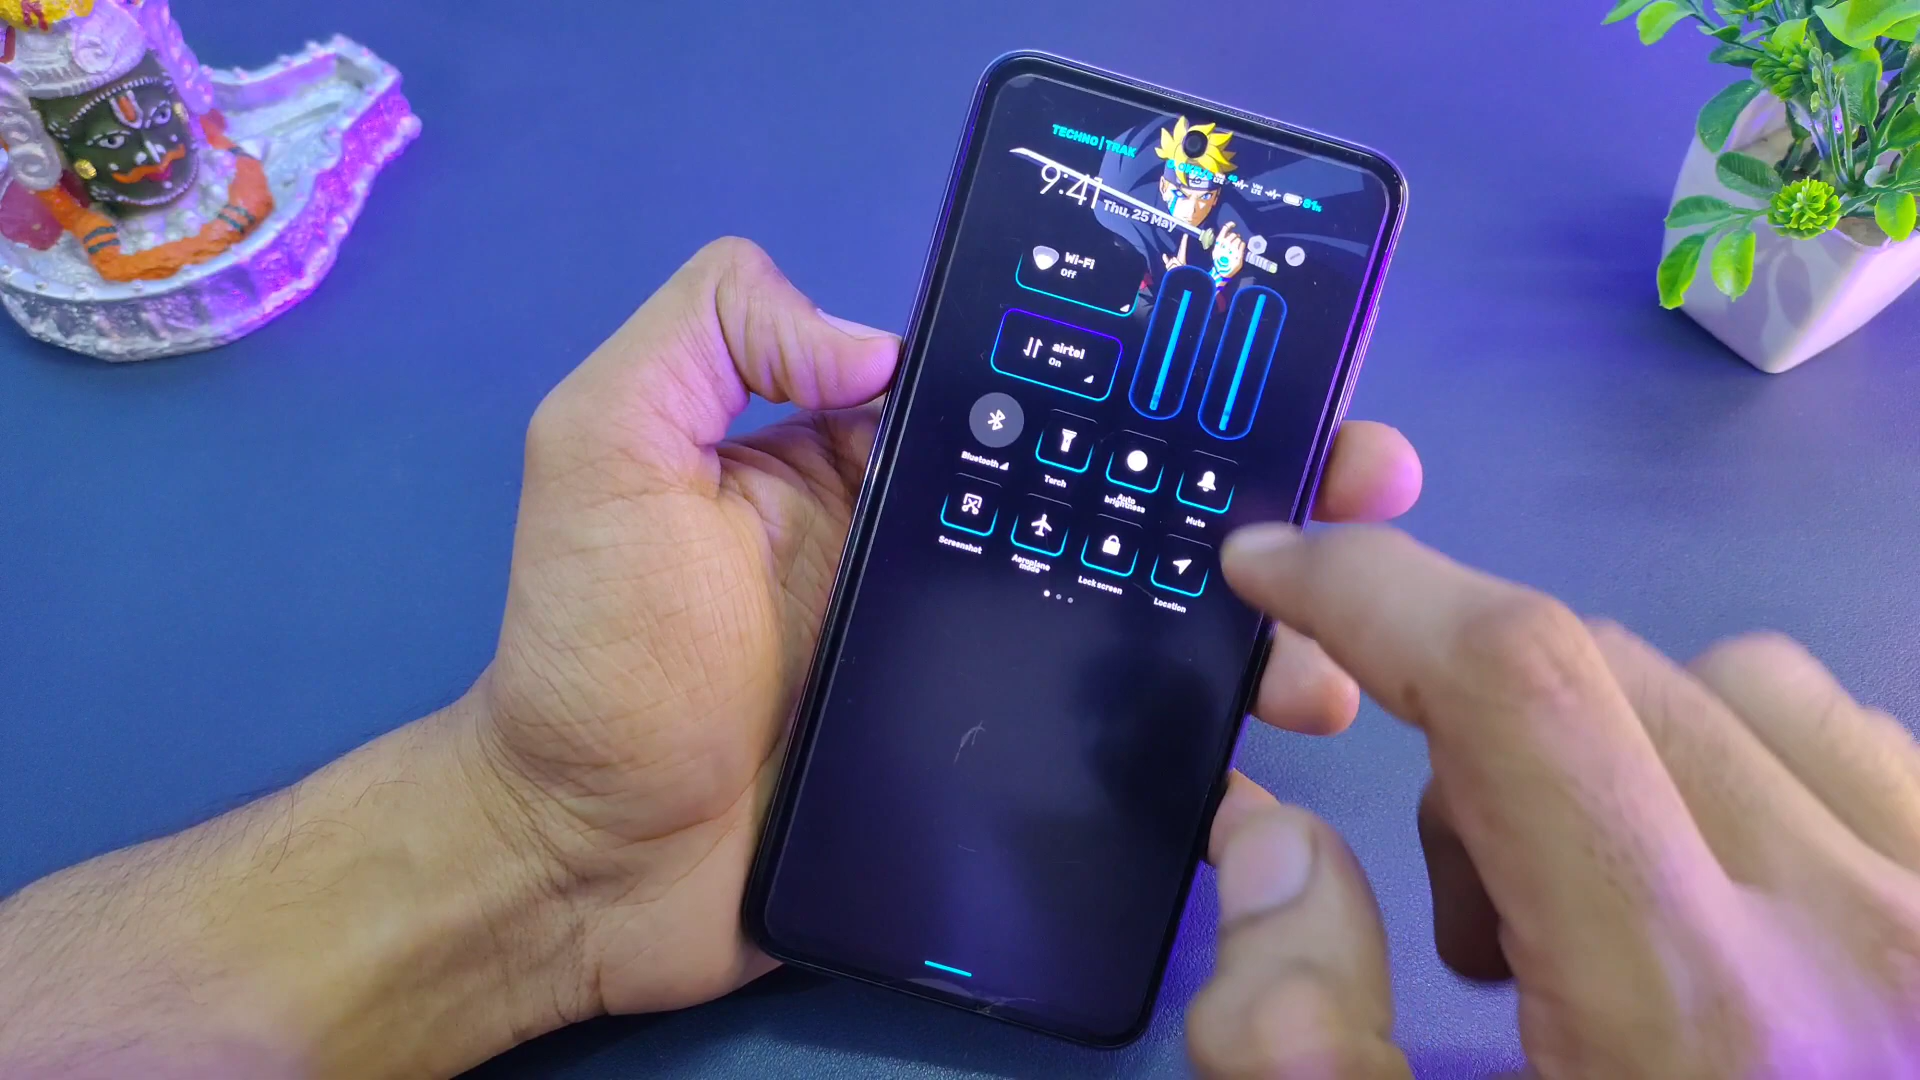 TECHNO|TRAK
9:41
Thu, 25 May
81%
Wi-Fi
Off
airtel
On
Bluetooth
Torch
Auto
brightness
Mute
Screenshot
Aeroplane
mode
Lock screen
Location